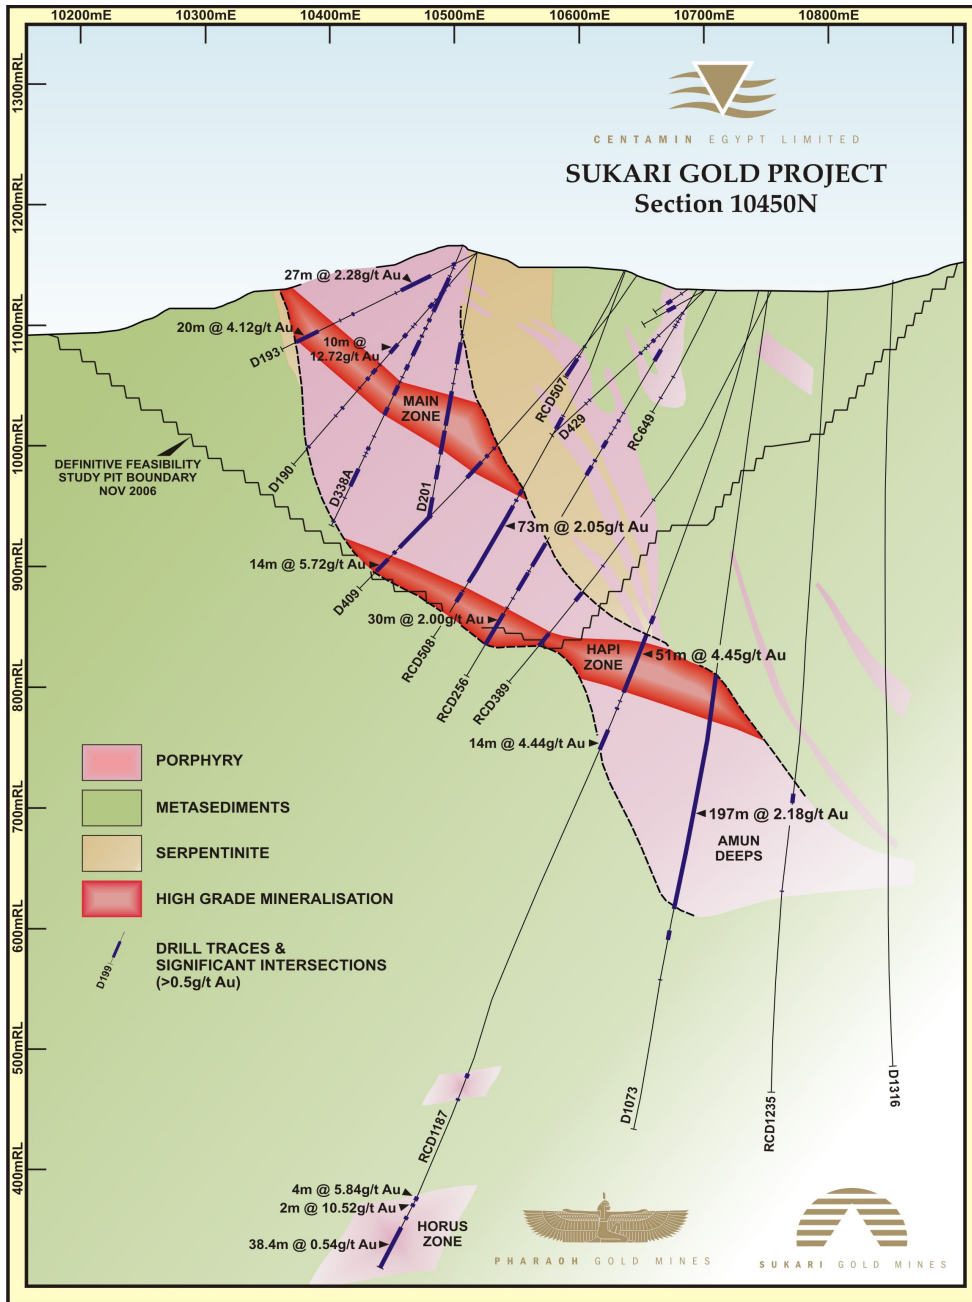 10200mE
10300mE
10400mE
10500mE
10600mE
10700mE
10800mE
1300mRL
1200mRL
1100mRL
1000mRL
900mRL
800mRL
700mRL
600mRL
500mRL
400mRL
CENTAMIN EGYPT LIMITED
SUKARI GOLD PROJECT
Section 10450N
27m @ 2.28g/t Au
20m @ 4.12g/t Au
10m @
12.72g/t Au
D193
MAIN
ZONE
RCD507
D429
RC649
DEFINITIVE FEASIBILITY
STUDY PIT BOUNDARY
NOV 2006
D190
D338A
D201
73m @ 2.05g/t Au
14m @ 5.72g/t Au
D409
30m @ 2.00g/t Au
RCD508
RCD256
RCD389
HAPI
ZONE
51m @ 4.45g/t Au
14m @ 4.44g/t Au
197m @ 2.18g/t Au
AMUN
DEEPS
PORPHYRY
METASEDIMENTS
SERPENTINITE
HIGH GRADE MINERALISATION
D199
DRILL TRACES &
SIGNIFICANT INTERSECTIONS
(>0.5g/t Au)
RCD1187
D1073
RCD1235
D1316
4m @ 5.84g/t Au
2m @ 10.52g/t Au
38.4m @ 0.54g/t Au
HORUS
ZONE
PHARAOH GOLD MINES
SUKARI GOLD MINES